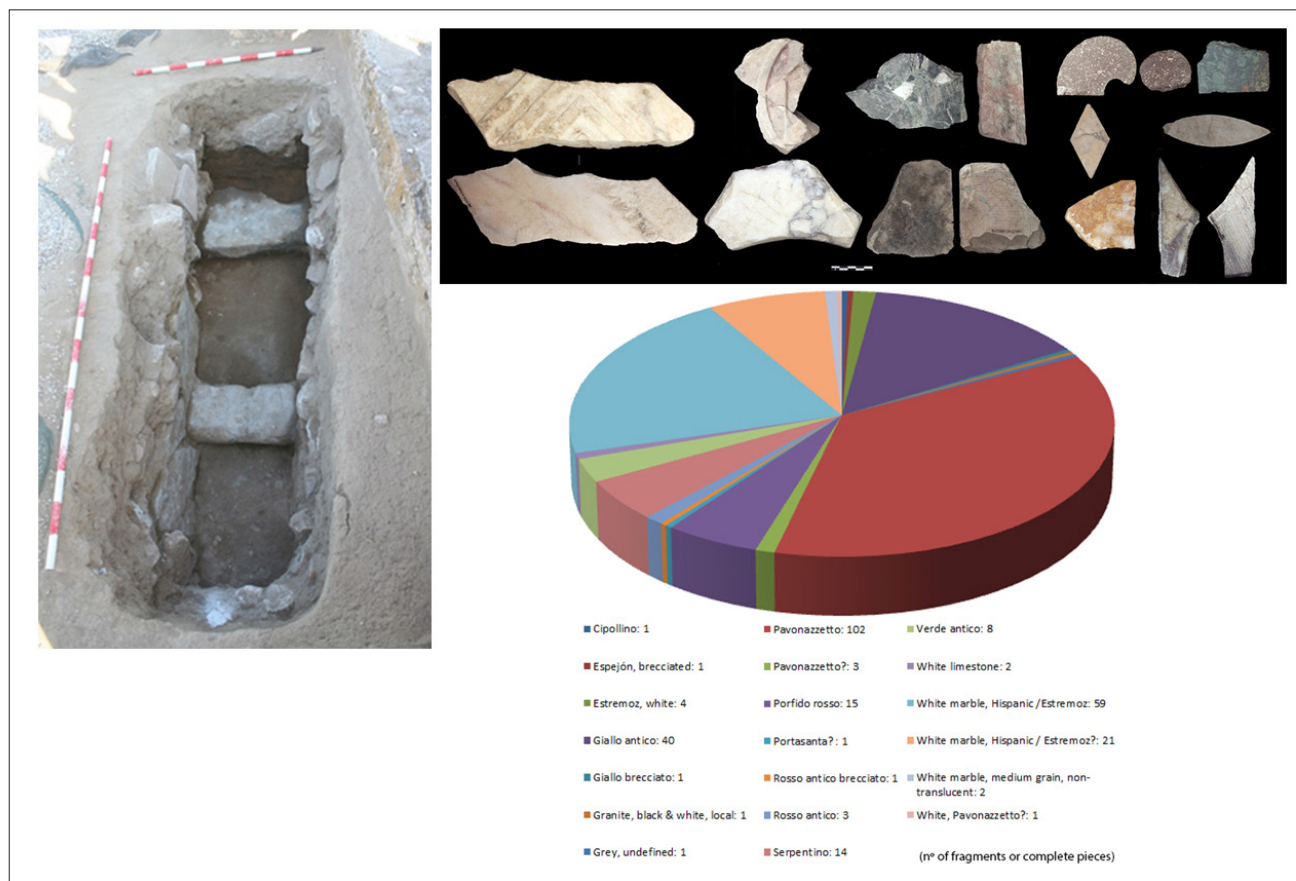 Cipollino: 1
Pavonazzetto: 102
Verde antico: 8
Espejón, brecciated: 1
Pavonazzetto?: 3
White limestone: 2
Estremoz, white: 4
Porfido rosso: 15
White marble, Hispanic /Estremoz: 59
Giallo antico: 40
Portasanta? : 1
White marble, Hispanic / Estremoz?: 21
Giallo brecciato: 1
Rosso antico brecciato: 1
White marble, medium grain, non-
translucent: 2
Granite, black & white, local: 1
Rosso antico: 3
White, Pavonazzetto?: 1
Grey, undefined: 1
Serpentino: 14
(nº of fragments or complete pieces)